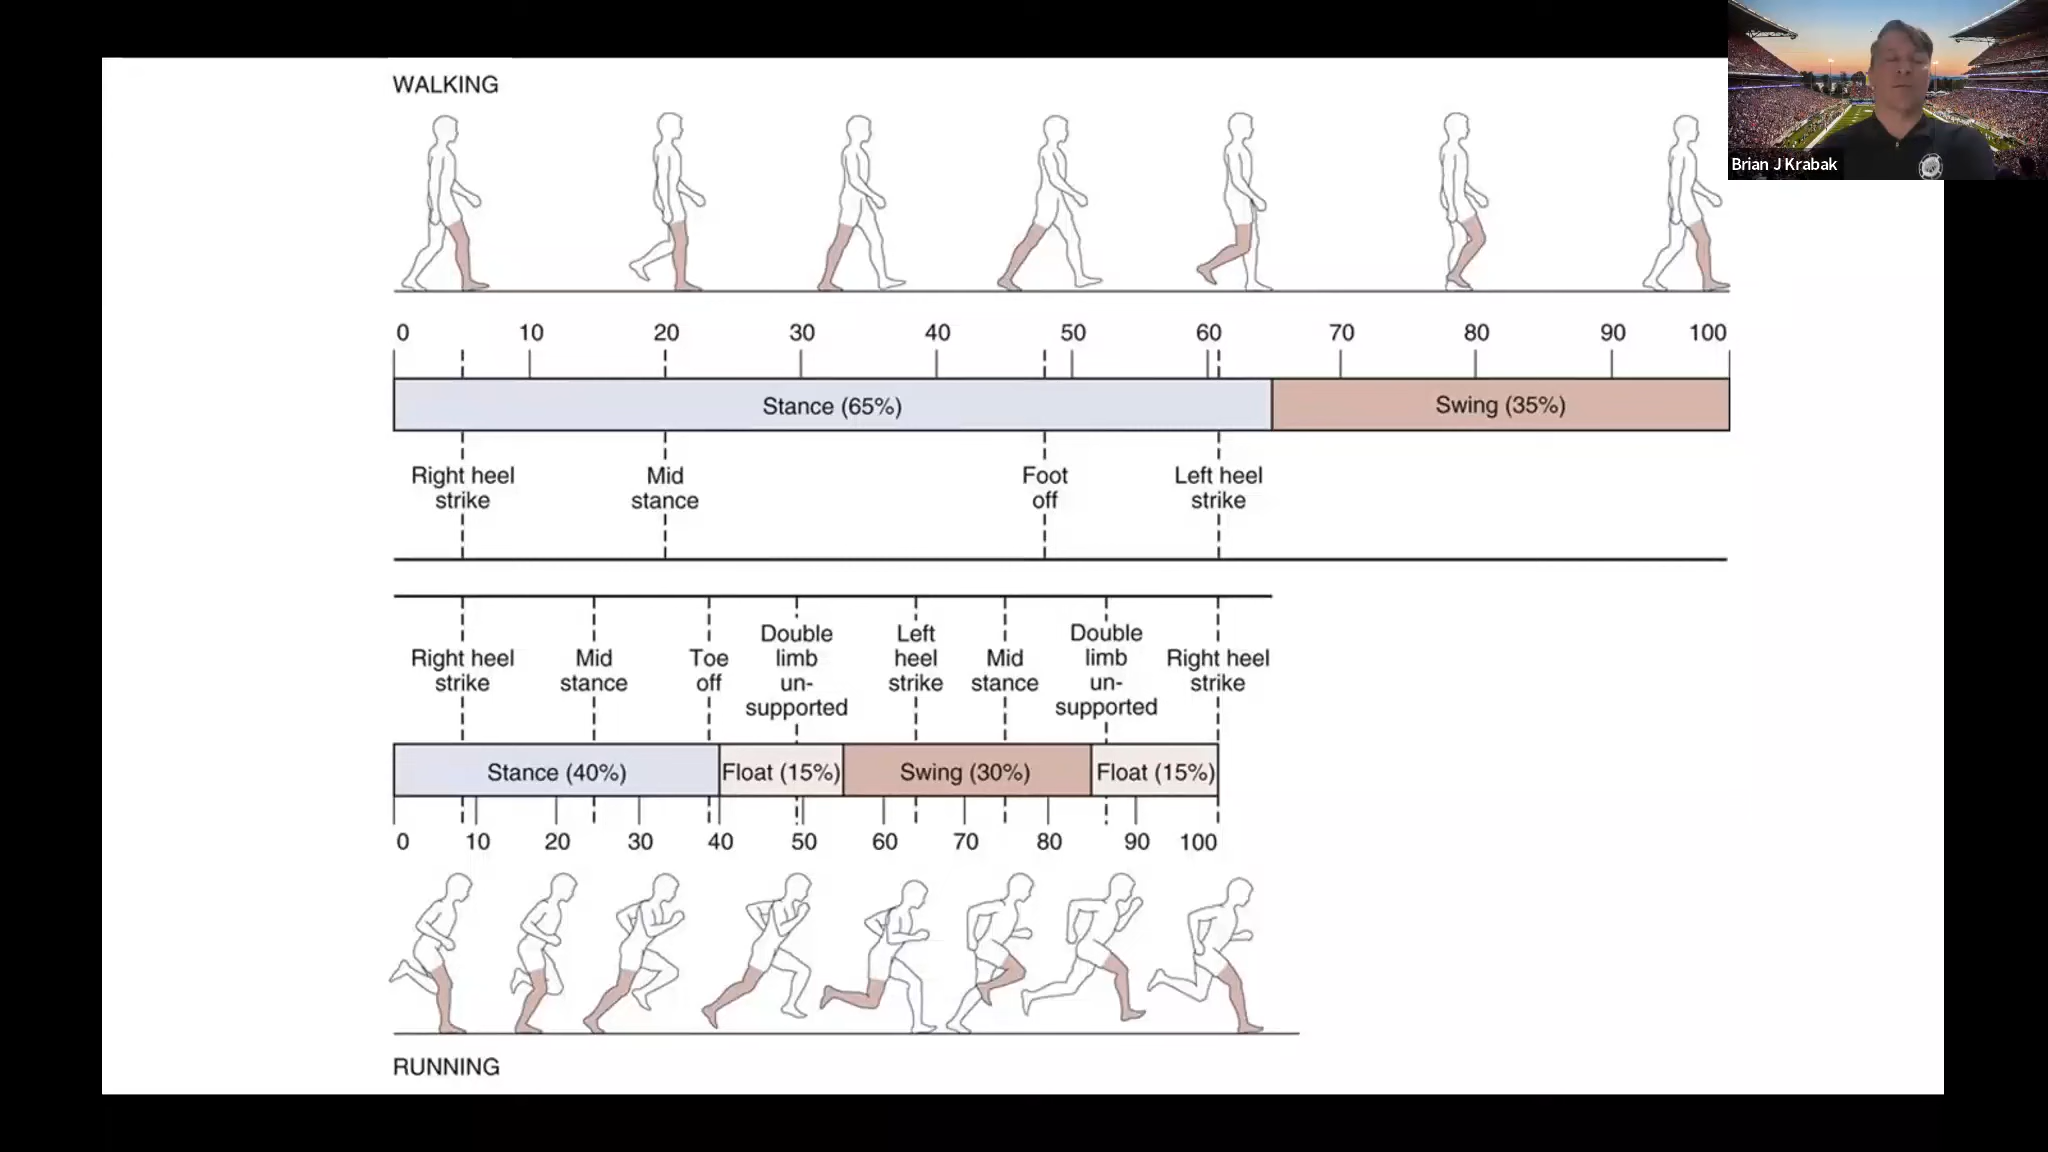 WALKING
Brian J Krabak
0 10 20 30 40 50 60 70 80 90 100
Stance (65%) Swing (35%)
Right heel
strike
Mid
stance
Foot
off
Left heel
strike
Right heel
strike
Mid
stance
Toe
off
Double
limb
un-
supported
Left
heel
strike
Mid
stance
Double
limb
un-
supported
Right heel
strike
Stance (40%) Float (15%) Swing (30%) Float (15%)
0 10 20 30 40 50 60 70 80 90 100
RUNNING